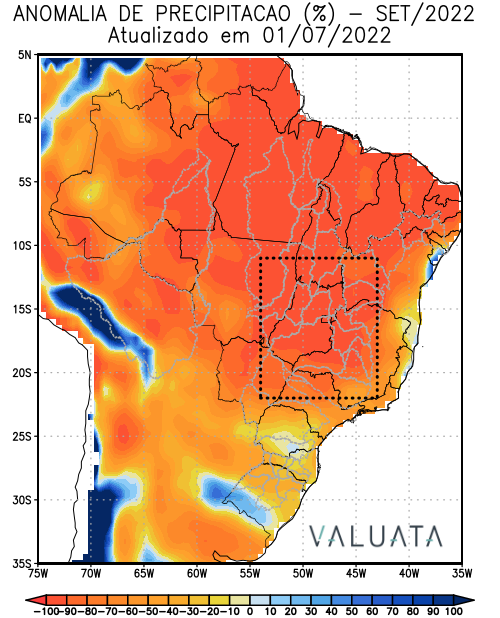 ANOMALIA DE PRECIPITACAO (%) – SET/2022
Atualizado em 01/07/2022
5N
EQ
5S
10S
15S
20S
25S
30S
35S
VALUATA
75W 70W 65W 60W 55W 50W 45W 40W 35W
-100 -90 -80 -70 -60 -50 -40 -30 -20 -10 0 10 20 30 40 50 60 70 80 90 100